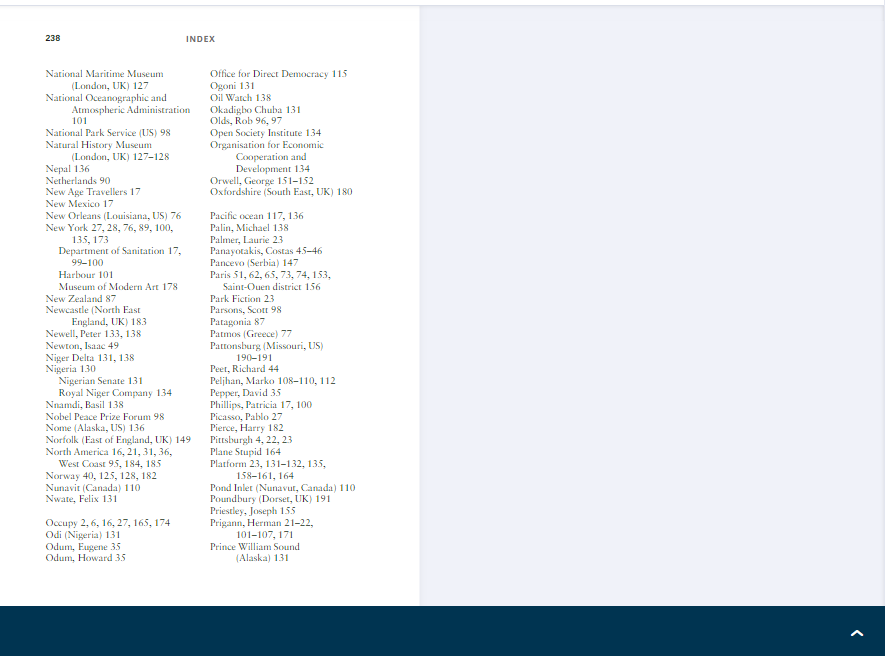 238
INDEX
National Maritime Museum
(London, UK) 127
National Oceanographic and
Atmospheric Administration
101
National Park Service (US) 98
Natural History Museum
(London, UK) 127–128
Nepal 136
Netherlands 90
New Age Travellers 17
New Mexico 17
New Orleans (Louisiana, US) 76
New York 27, 28, 76, 89, 100,
135, 173
Department of Sanitation 17,
99–100
Harbour 101
Museum of Modern Art 178
New Zealand 87
Newcastle (North East
England, UK) 183
Newell, Peter 133, 138
Newton, Isaac 49
Niger Delta 131, 138
Nigeria 130
Nigerian Senate 131
Royal Niger Company 134
Nnamdi, Basil 138
Nobel Peace Prize Forum 98
Nome (Alaska, US) 136
Norfolk (East of England, UK) 149
North America 16, 21, 31, 36,
West Coast 95, 184, 185
Norway 40, 125, 128, 182
Nunavit (Canada) 110
Nwate, Felix 131
Occupy 2, 6, 16, 27, 165, 174
Odi (Nigeria) 131
Odum, Eugene 35
Odum, Howard 35
Office for Direct Democracy 115
Ogoni 131
Oil Watch 138
Okadigbo Chuba 131
Olds, Rob 96, 97
Open Society Institute 134
Organisation for Economic
Cooperation and
Development 134
Orwell, George 151–152
Oxfordshire (South East, UK) 180
Pacific ocean 117, 136
Palin, Michael 138
Palmer, Laurie 23
Panayotakis, Costas 45–46
Pancevo (Serbia) 147
Paris 51, 62, 65, 73, 74, 153,
Saint-Ouen district 156
Park Fiction 23
Parsons, Scott 98
Patagonia 87
Patmos (Greece) 77
Pattonsburg (Missouri, US)
190–191
Peet, Richard 44
Peljhan, Marko 108–110, 112
Pepper, David 35
Phillips, Patricia 17, 100
Picasso, Pablo 27
Pierce, Harry 182
Pittsburgh 4, 22, 23
Plane Stupid 164
Platform 23, 131–132, 135,
158–161, 164
Pond Inlet (Nunavut, Canada) 110
Poundbury (Dorset, UK) 191
Priestley, Joseph 155
Prigann, Herman 21–22,
101–107, 171
Prince William Sound
(Alaska) 131